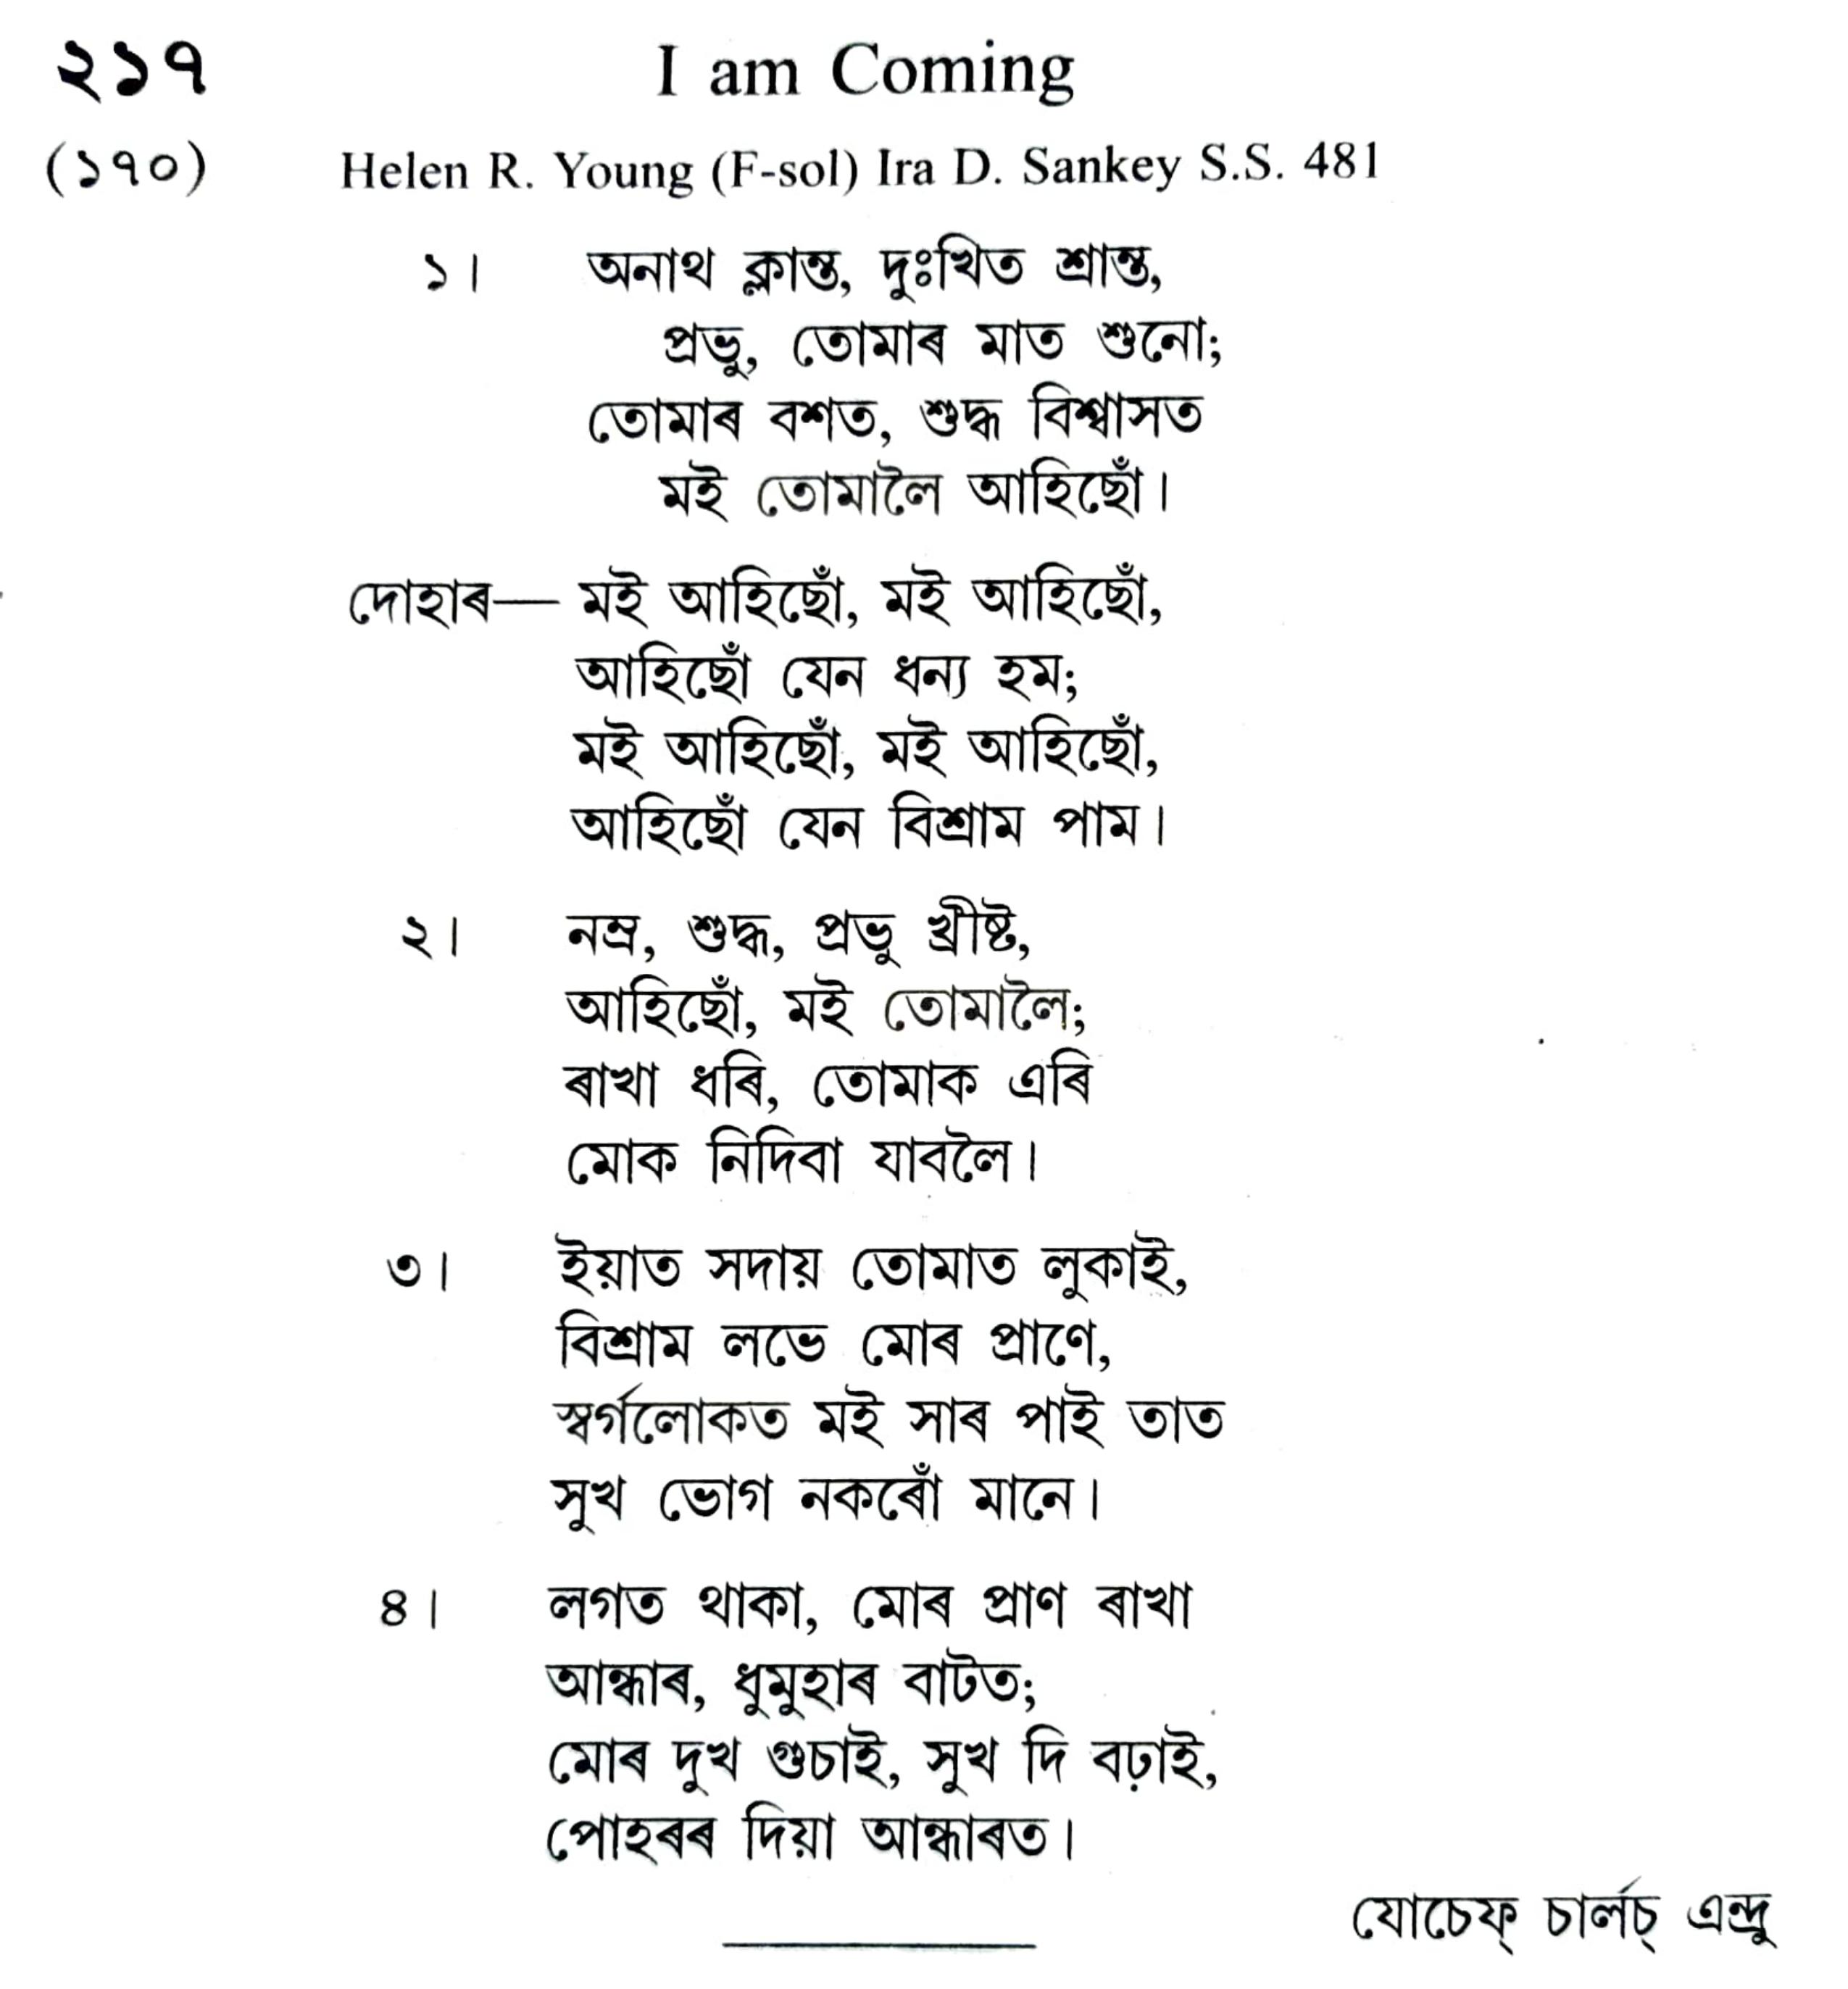 ২১৭ I am Coming
(১৭০) Helen R. Young (F-sol) Ira D. Sankey S.S. 481
১। অনাথ ক্লান্ত, দুঃখিত শ্ৰান্ত,
প্ৰভু, তোমাৰ মাত শুনো;
তোমাৰ বশত, শুদ্ধ বিশ্বাসত
মই তোমালৈ আহিছোঁ।
দোহাৰ— মই আহিছোঁ, মই আহিছোঁ,
আহিছোঁ যেন ধন্য হম;
মই আহিছোঁ, মই আহিছোঁ,
আহিছোঁ যেন বিশ্ৰাম পাম।
২। নম্ৰ, শুদ্ধ, প্ৰভু খ্ৰীষ্ট,
আহিছোঁ, মই তোমালৈ;
ৰাখা ধৰি, তোমাক এৰি
মোক নিদিবা যাবলৈ।
৩। ইয়াত সদায় তোমাত লুকাই,
বিশ্ৰাম লভে মোৰ প্ৰাণে,
স্বৰ্গলোকত মই সাৰ পাই তাত
সুখ ভোগ নকৰোঁ মানে।
৪। লগত থাকা, মোৰ প্ৰাণ ৰাখা
আন্ধাৰ, ধুমুহাৰ বাটত;
মোৰ দুখ গুচাই, সুখ দি বঢ়াই,
পোহৰৰ দিয়া আন্ধাৰত।
যোচেফ্ চাৰ্লচ্ এন্দ্ৰু